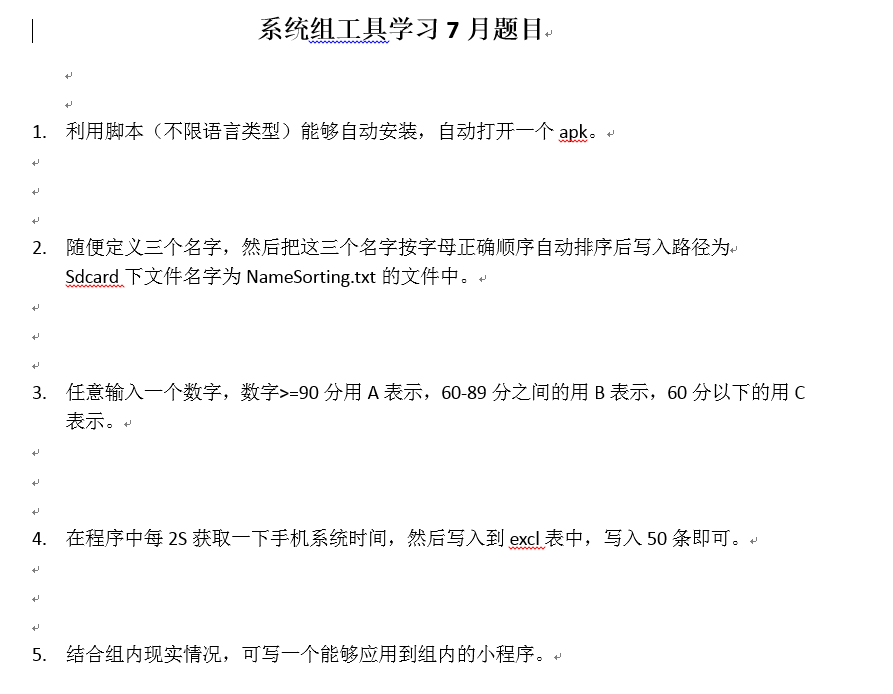 系统组工具学习 7 月题目
1. 利用脚本（不限语言类型）能够自动安装，自动打开一个 apk。
2. 随便定义三个名字，然后把这三个名字按字母正确顺序自动排序后写入路径为
Sdcard 下文件名字为 NameSorting.txt 的文件中。
3. 任意输入一个数字，数字>=90 分用 A 表示，60-89 分之间的用 B 表示，60 分以下的用 C
表示。
4. 在程序中每 2S 获取一下手机系统时间，然后写入到 excl 表中，写入 50 条即可。
5. 结合组内现实情况，可写一个能够应用到组内的小程序。